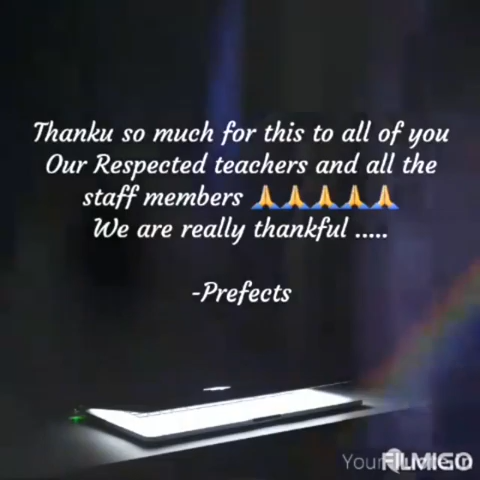 Thanku so much for this to all of you
Our Respected teachers and all the
staff members 🙏🙏🙏🙏🙏
We are really thankful .....
-Prefects
FILMIGO